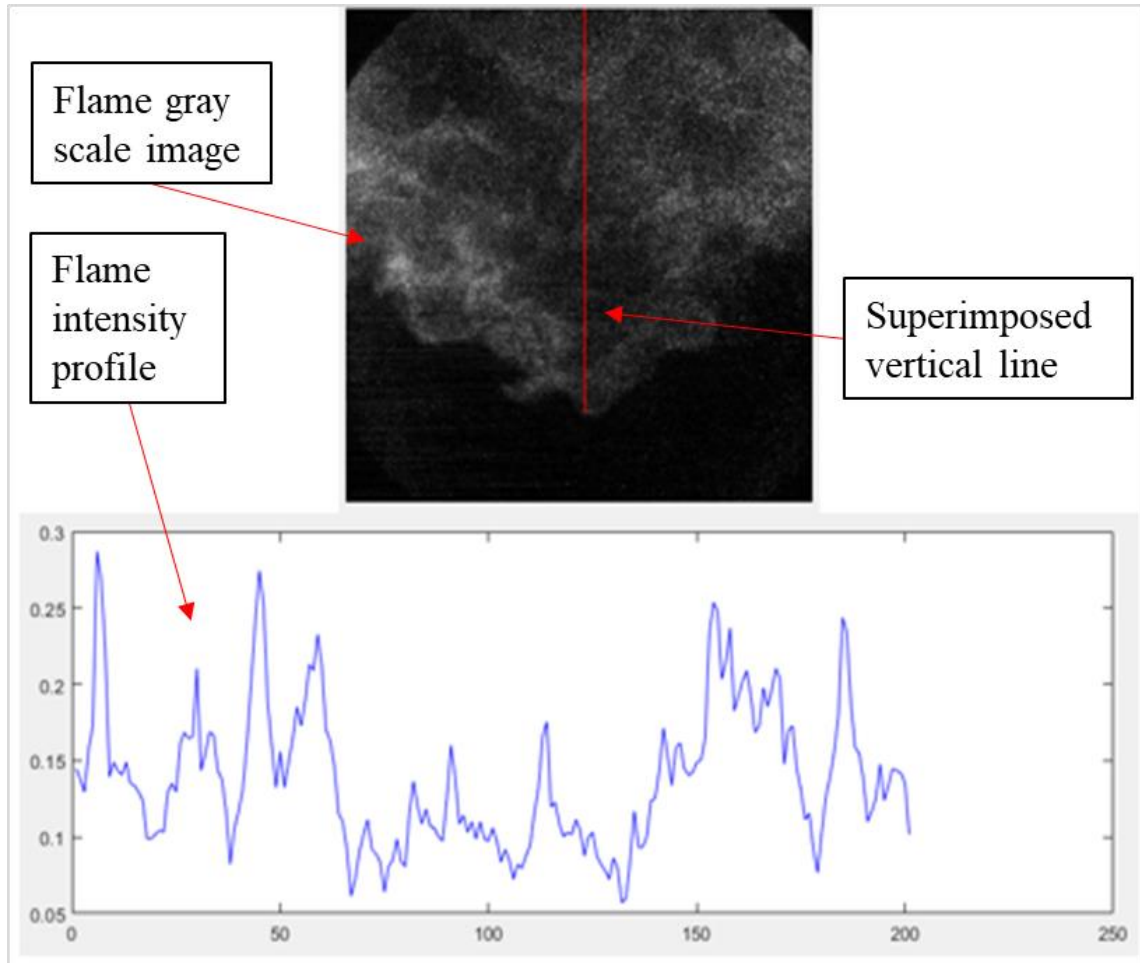 Flame gray
scale image
Flame
intensity
profile
Superimposed
vertical line
0.3
0.25
0.2
0.15
0.1
0.05
0
50
100
150
200
250